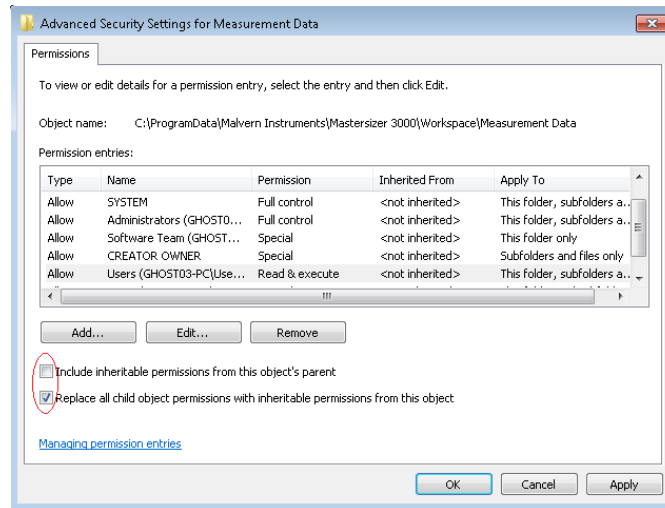 Advanced Security Settings for Measurement Data
Permissions
To view or edit details for a permission entry, select the entry and then click Edit.
Object name: C:\ProgramData\Malvern Instruments\Mastersizer 3000\Workspace\Measurement Data
Permission entries:
Type Name Permission Inherited From Apply To
Allow SYSTEM Full control <not inherited> This folder, subfolders a...
Allow Administrators (GHOST0... Full control <not inherited> This folder, subfolders a...
Allow Software Team (GHOST... Special <not inherited> This folder only
Allow CREATOR OWNER Special <not inherited> Subfolders and files only
Allow Users (GHOST03-PC\Use... Read & execute <not inherited> This folder, subfolders a...
Add... Edit... Remove
Include inheritable permissions from this object's parent
Replace all child object permissions with inheritable permissions from this object
Managing permission entries
OK Cancel Apply